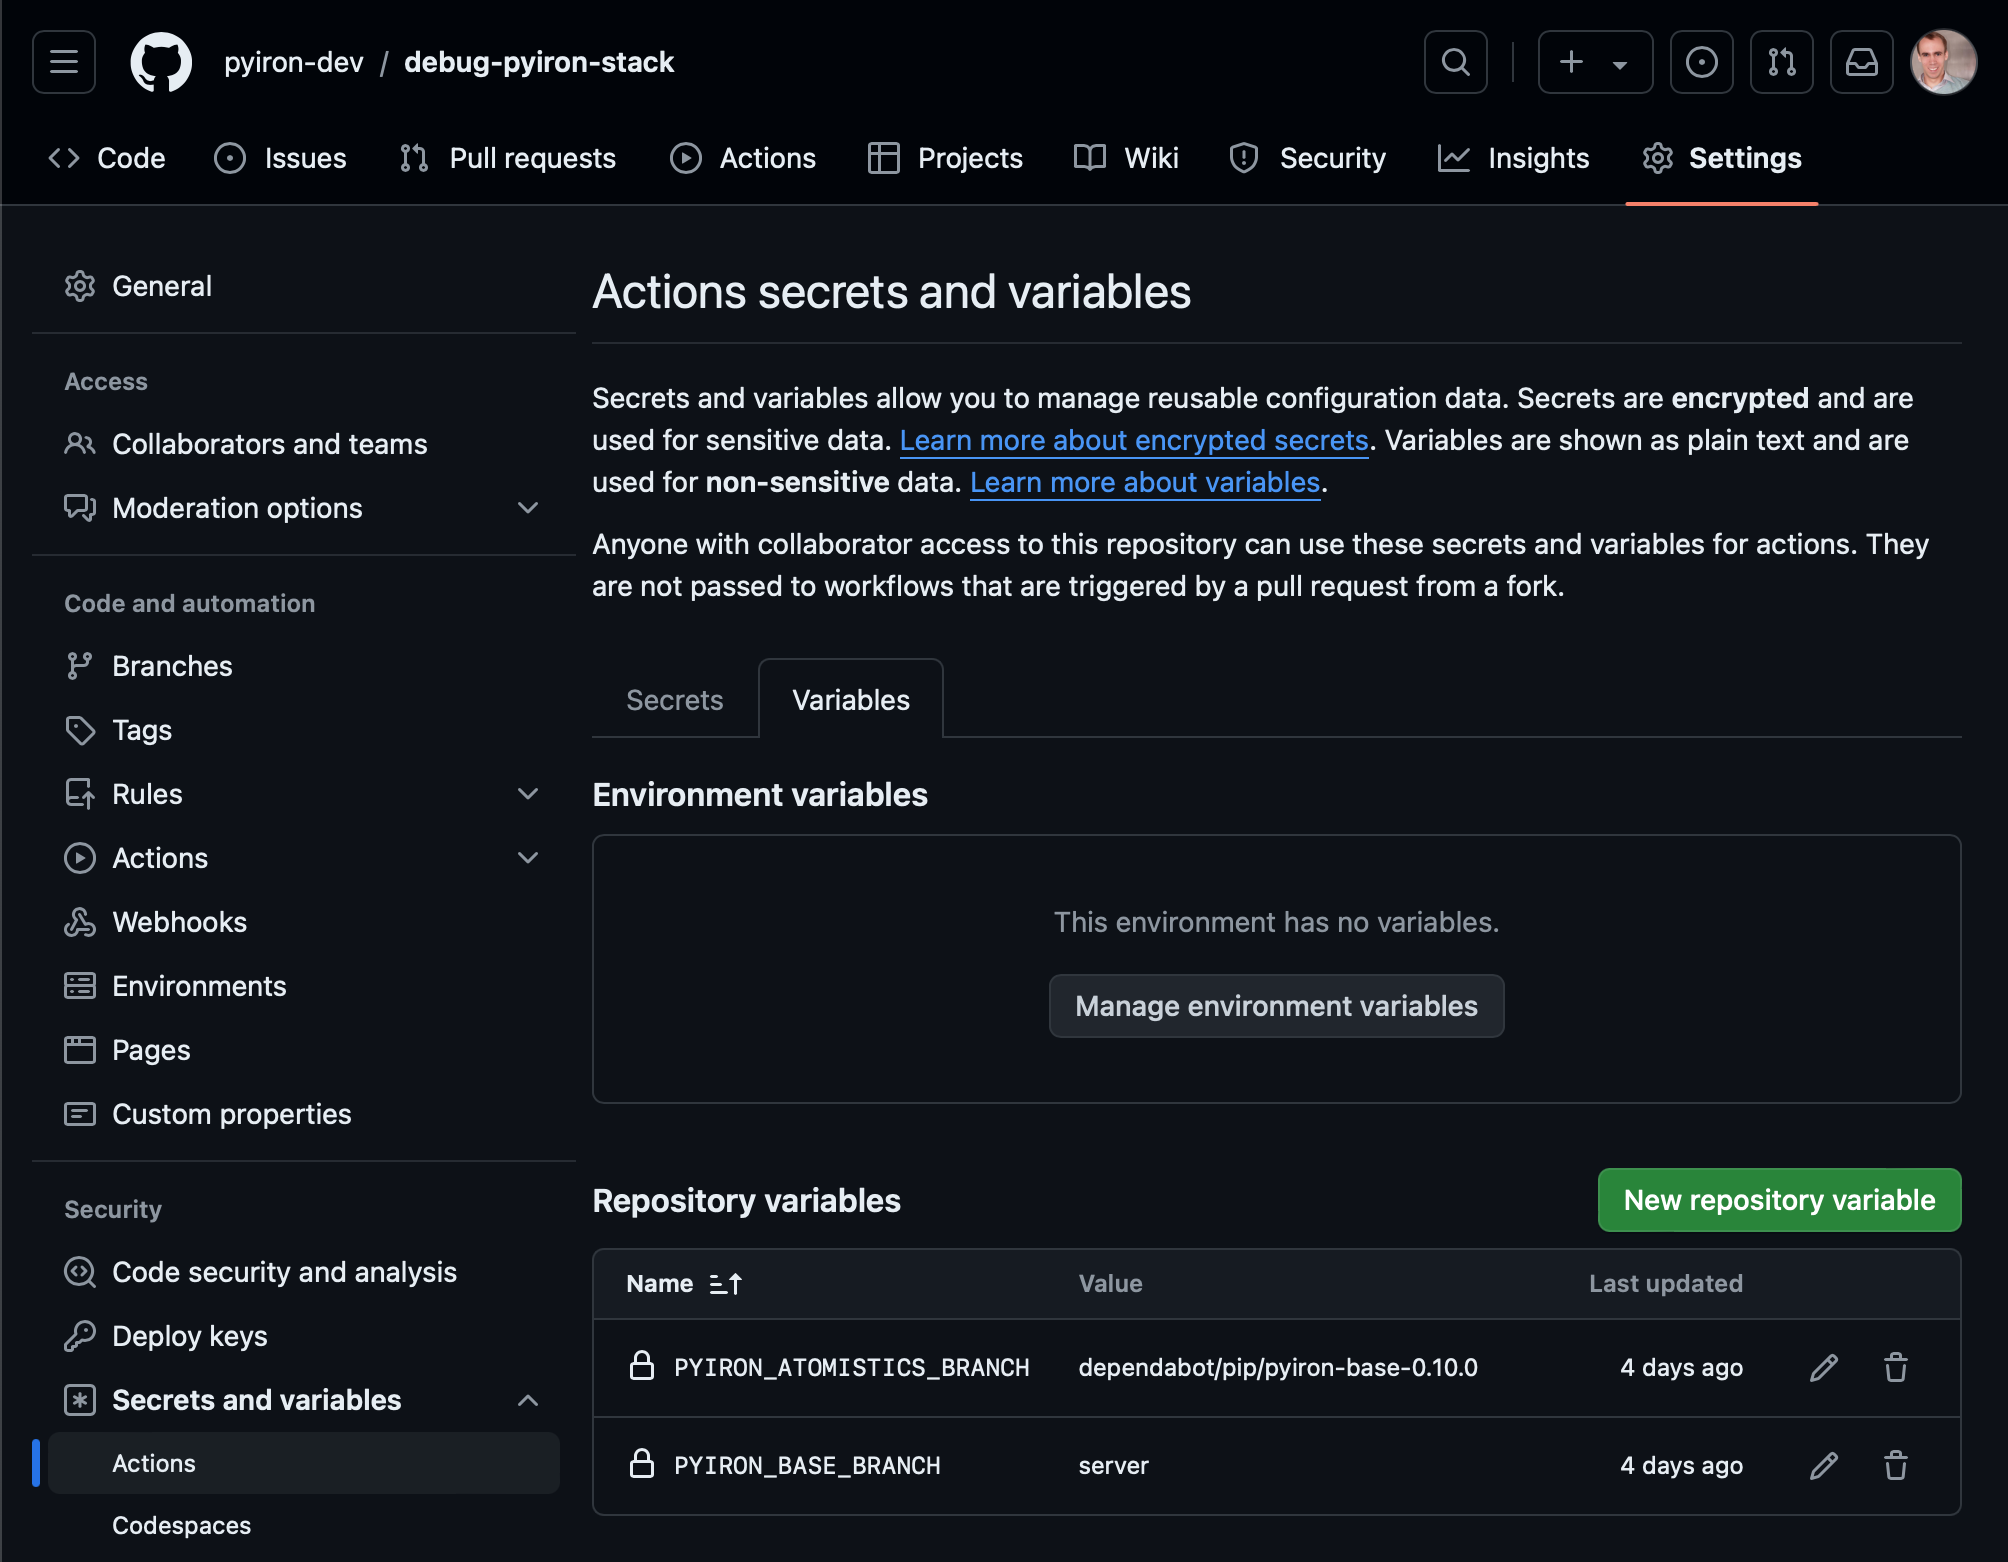 pyiron-dev / debug-pyiron-stack
Code Issues Pull requests Actions Projects Wiki Security Insights Settings
General
Access
Collaborators and teams
Moderation options
Code and automation
Branches
Tags
Rules
Actions
Webhooks
Environments
Pages
Custom properties
Security
Code security and analysis
Deploy keys
Secrets and variables
Actions
Codespaces
Actions secrets and variables
Secrets and variables allow you to manage reusable configuration data. Secrets are encrypted and are
used for sensitive data. Learn more about encrypted secrets. Variables are shown as plain text and are
used for non-sensitive data. Learn more about variables.
Anyone with collaborator access to this repository can use these secrets and variables for actions. They
are not passed to workflows that are triggered by a pull request from a fork.
Secrets Variables
Environment variables
This environment has no variables.
Manage environment variables
Repository variables New repository variable
Name Value Last updated
PYIRON_ATOMISTICS_BRANCH dependabot/pip/pyiron-base-0.10.0 4 days ago
PYIRON_BASE_BRANCH server 4 days ago